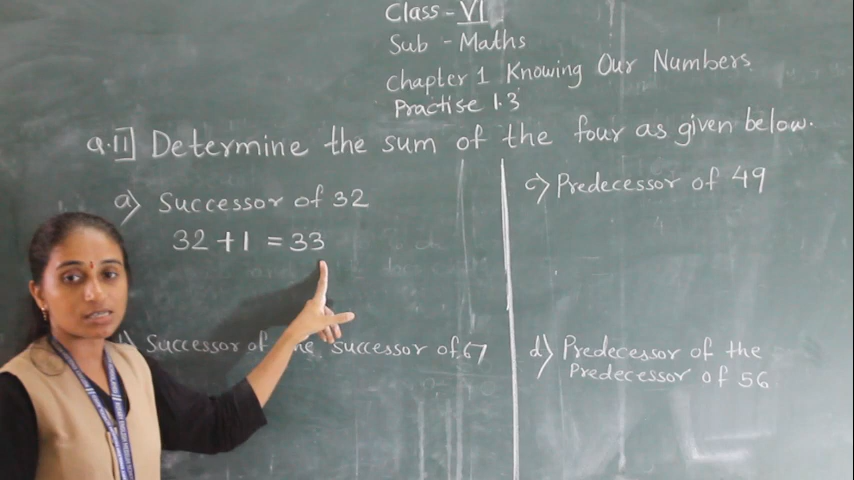 Class - VI
Sub - Maths
Chapter 1 Knowing Our Numbers
Practise 1.3
Q.11] Determine the sum of the four as given below.
a) Successor of 32
32 + 1 = 33
Successor of the successor of 67
c) Predecessor of 49
d) Predecessor of the
Predecessor of 56